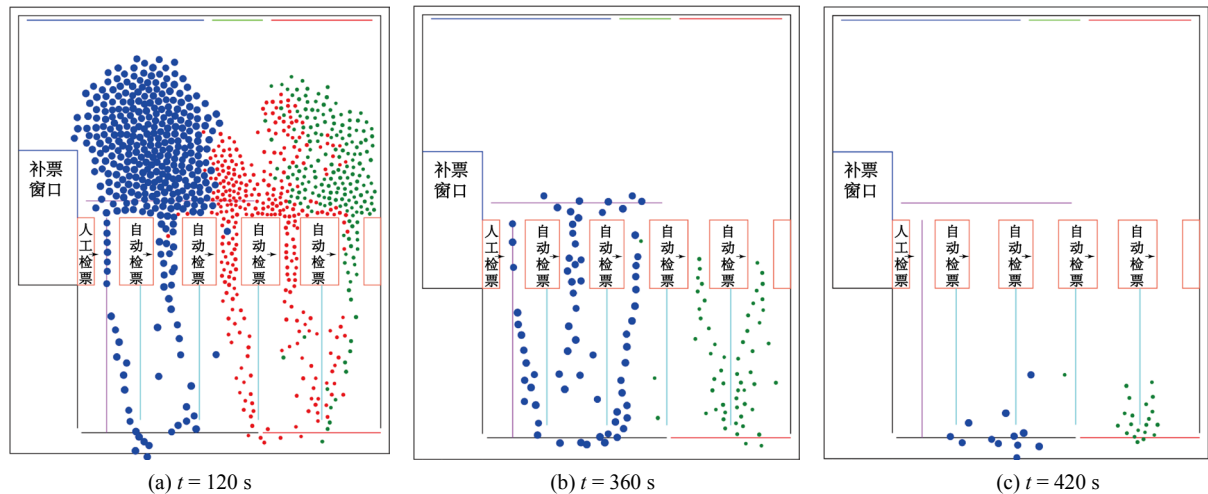 补票
窗口
人工检票
自动检票
自动检票
自动检票
自动检票
(a) t = 120 s
补票
窗口
人工检票
自动检票
自动检票
自动检票
自动检票
(b) t = 360 s
补票
窗口
人工检票
自动检票
自动检票
自动检票
自动检票
(c) t = 420 s